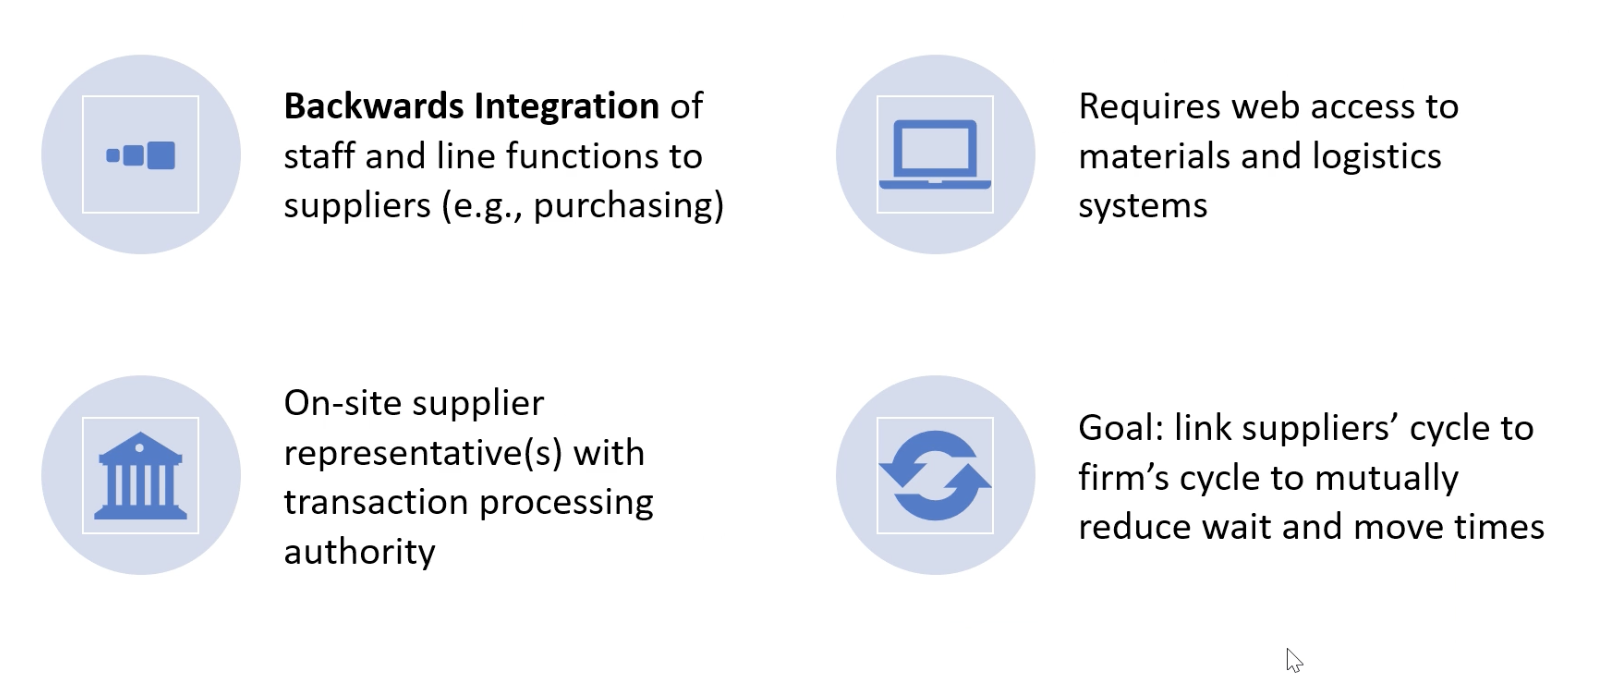 Backwards Integration of
staff and line functions to
suppliers (e.g., purchasing)
Requires web access to
materials and logistics
systems
On-site supplier
representative(s) with
transaction processing
authority
Goal: link suppliers’ cycle to
firm’s cycle to mutually
reduce wait and move times